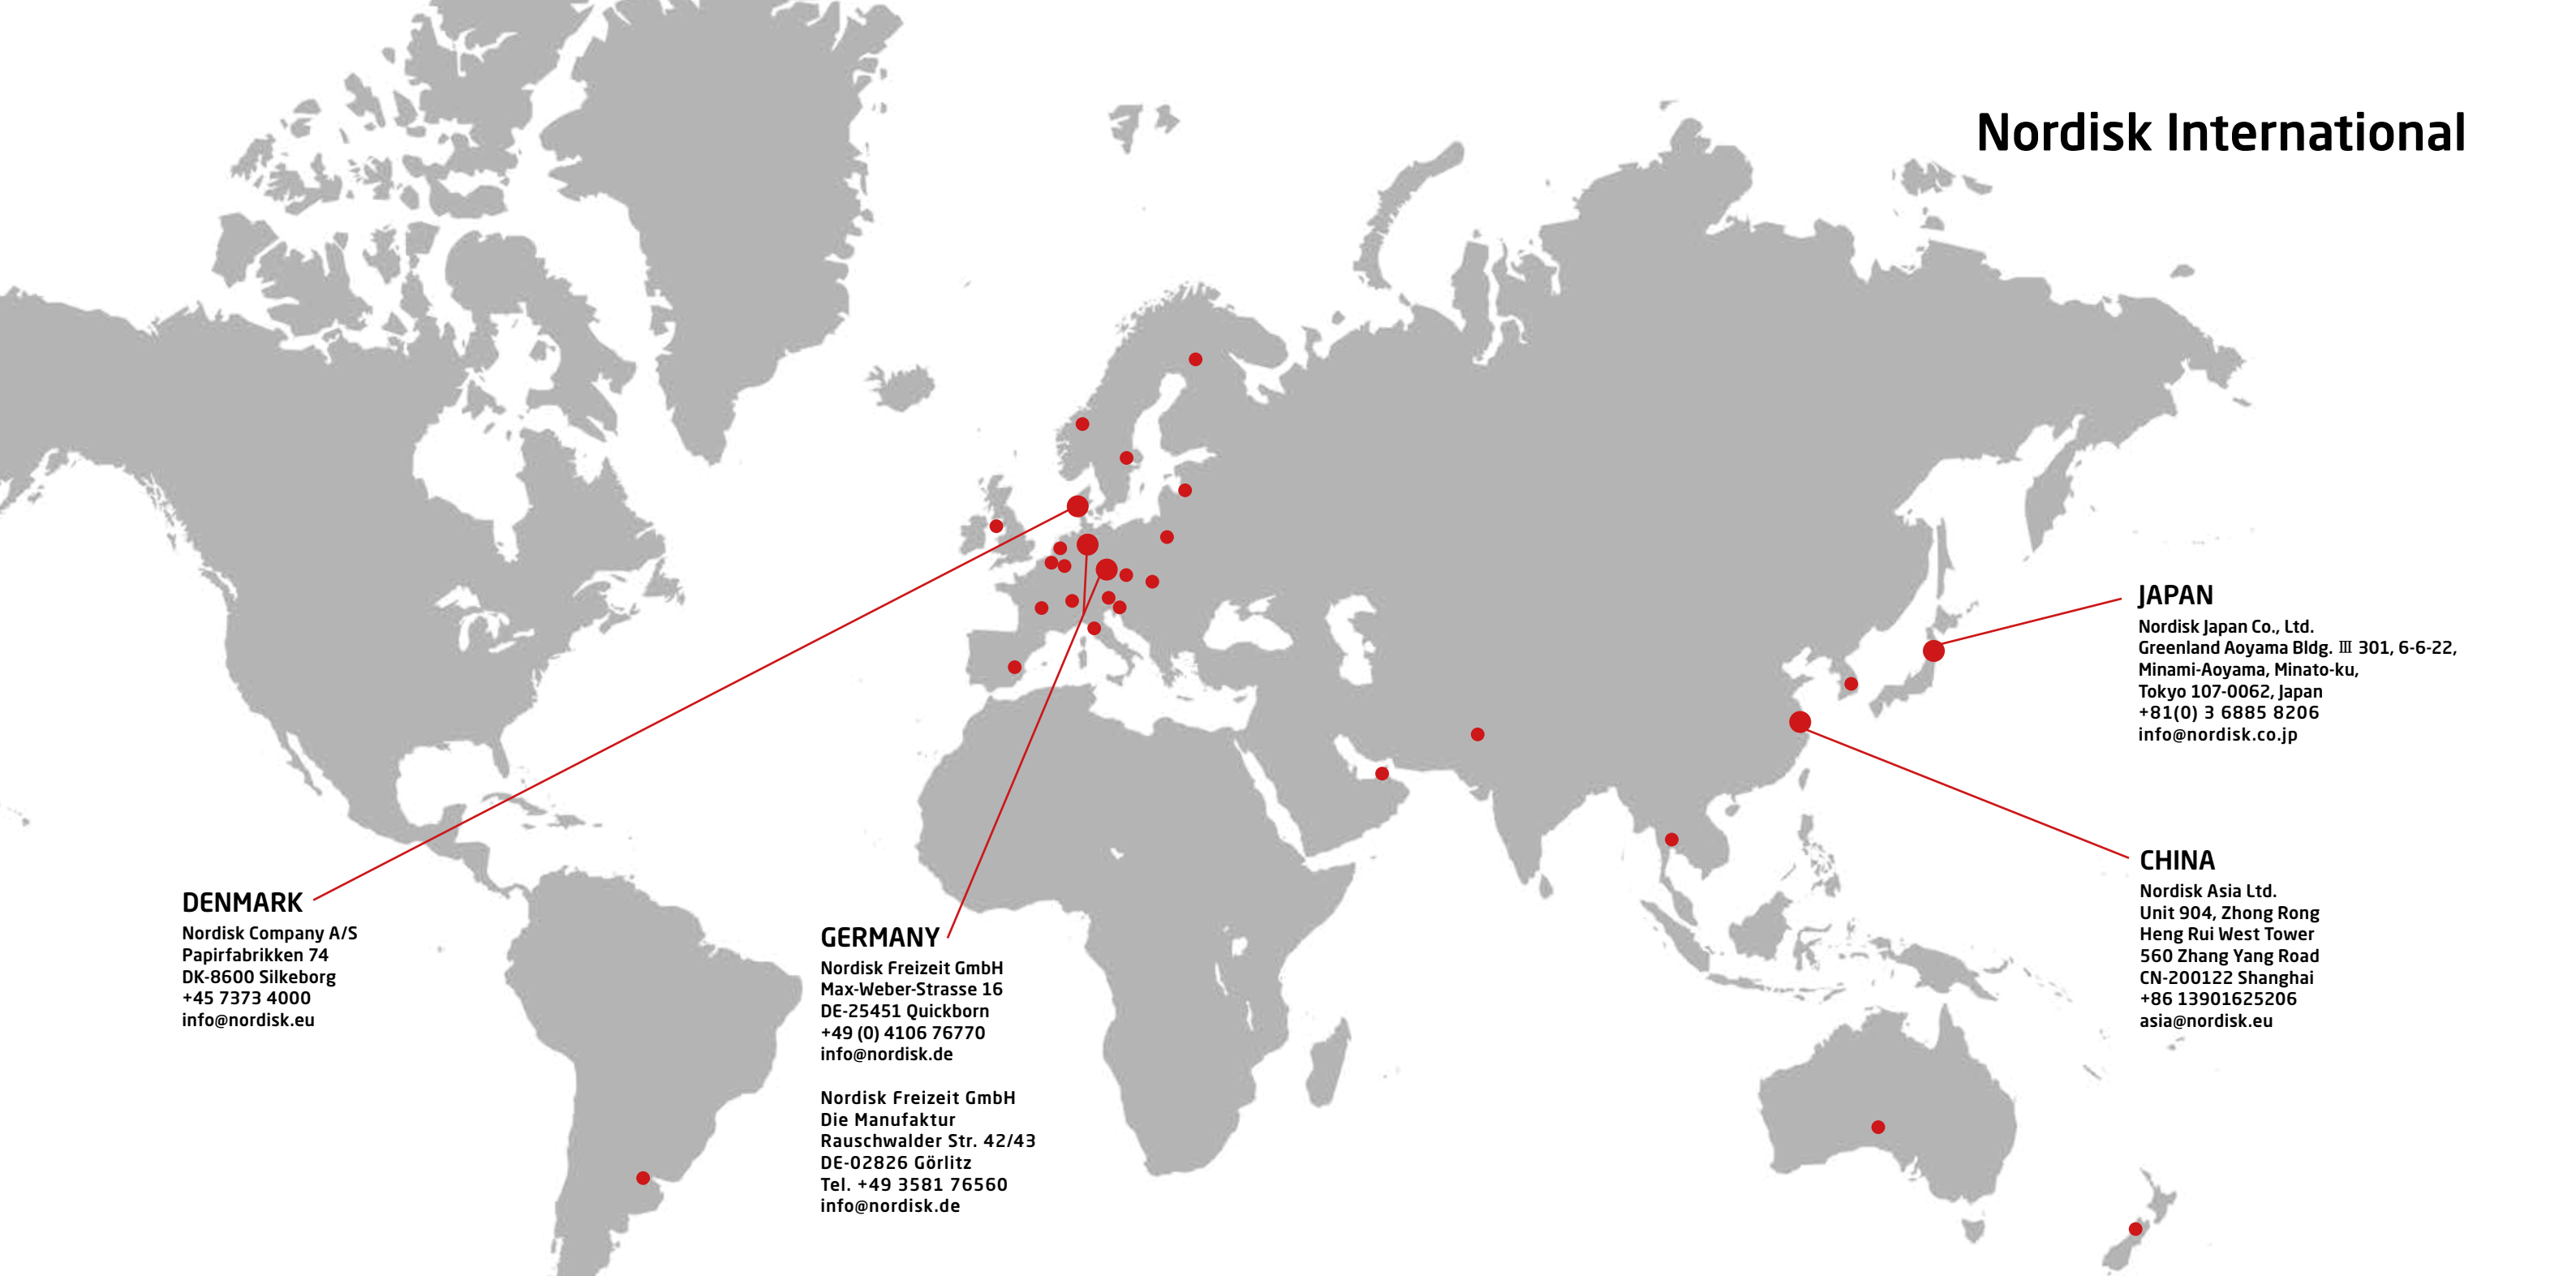 Nordisk International
JAPAN
Nordisk Japan Co., Ltd.
Greenland Aoyama Bldg. Ⅲ 301, 6-6-22,
Minami-Aoyama, Minato-ku,
Tokyo 107-0062, Japan
+81(0) 3 6885 8206
info@nordisk.co.jp
CHINA
Nordisk Asia Ltd.
Unit 904, Zhong Rong
Heng Rui West Tower
560 Zhang Yang Road
CN-200122 Shanghai
+86 13901625206
asia@nordisk.eu
DENMARK
Nordisk Company A/S
Papirfabrikken 74
DK-8600 Silkeborg
+45 7373 4000
info@nordisk.eu
GERMANY
Nordisk Freizeit GmbH
Max-Weber-Strasse 16
DE-25451 Quickborn
+49 (0) 4106 76770
info@nordisk.de
Nordisk Freizeit GmbH
Die Manufaktur
Rauschwalder Str. 42/43
DE-02826 Görlitz
Tel. +49 3581 76560
info@nordisk.de